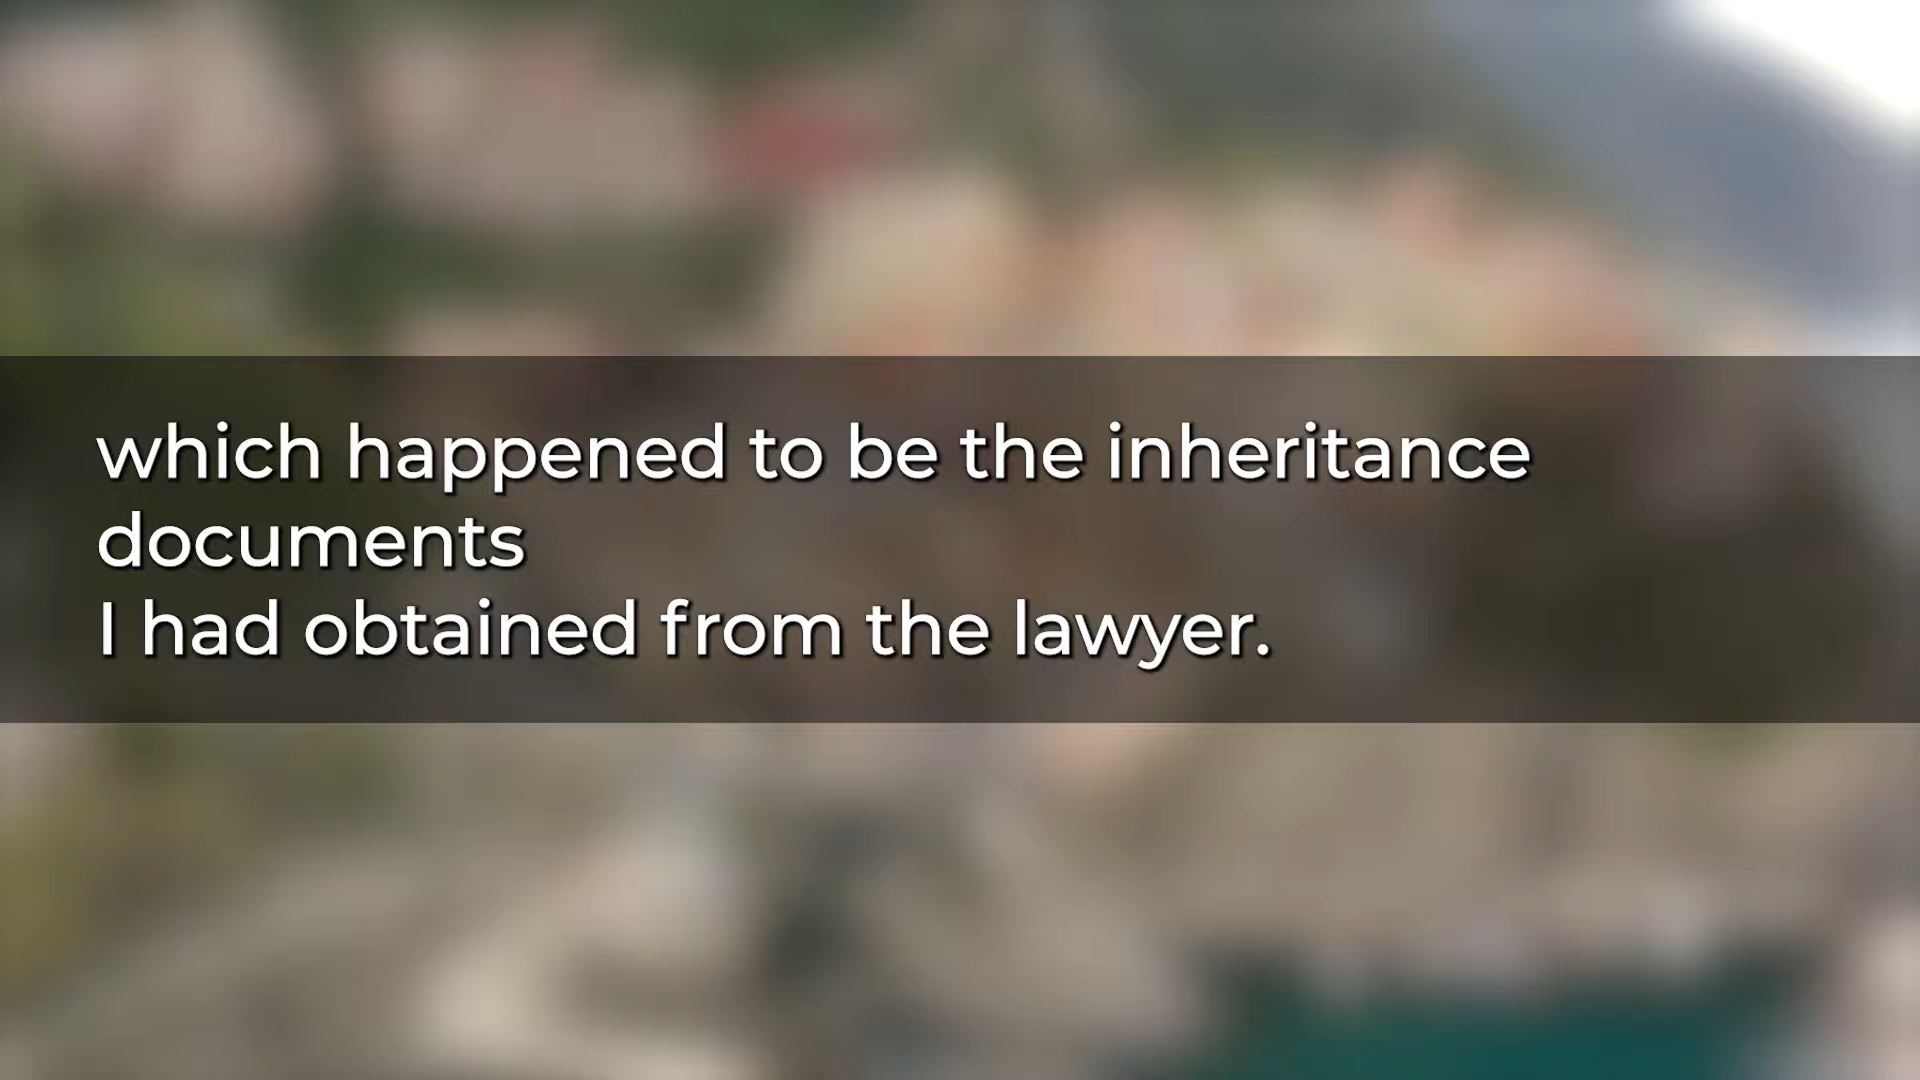 which happened to be the inheritance
documents
I had obtained from the lawyer.